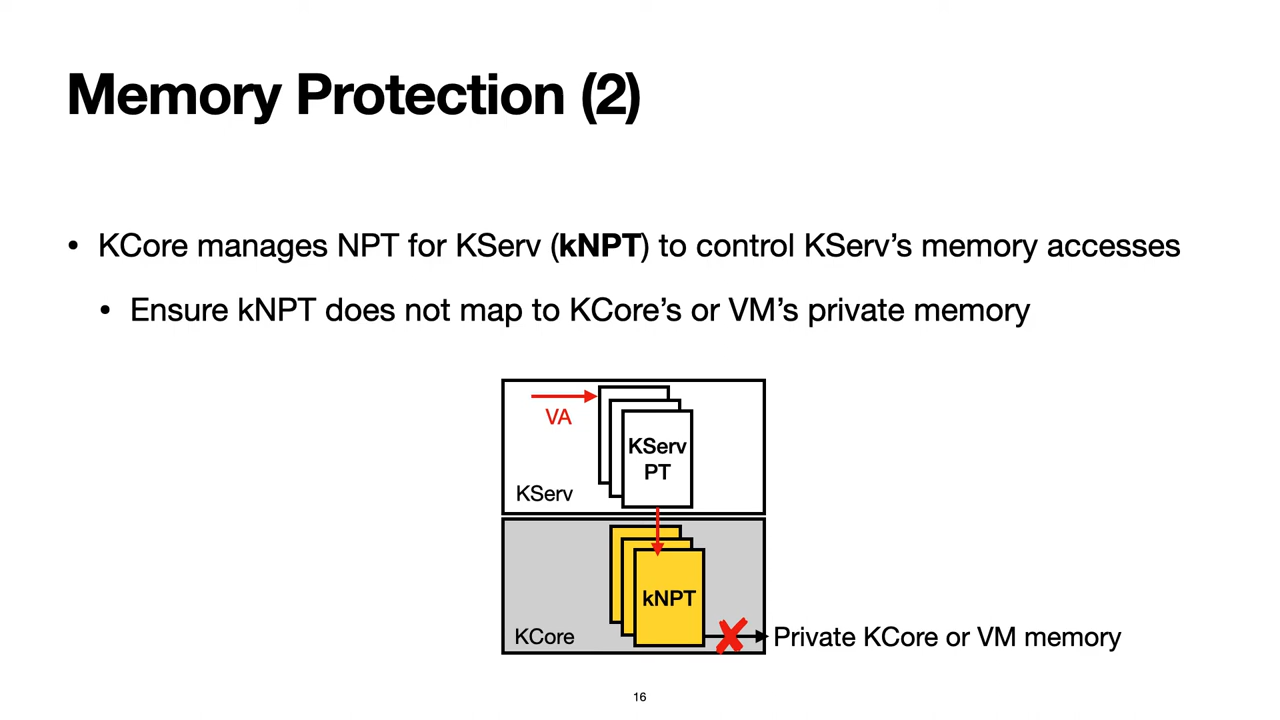 Memory Protection (2)
• KCore manages NPT for KServ (kNPT) to control KServ’s memory accesses
• Ensure kNPT does not map to KCore’s or VM’s private memory
VA
KServ
PT
KServ
kNPT
KCore
Private KCore or VM memory
16